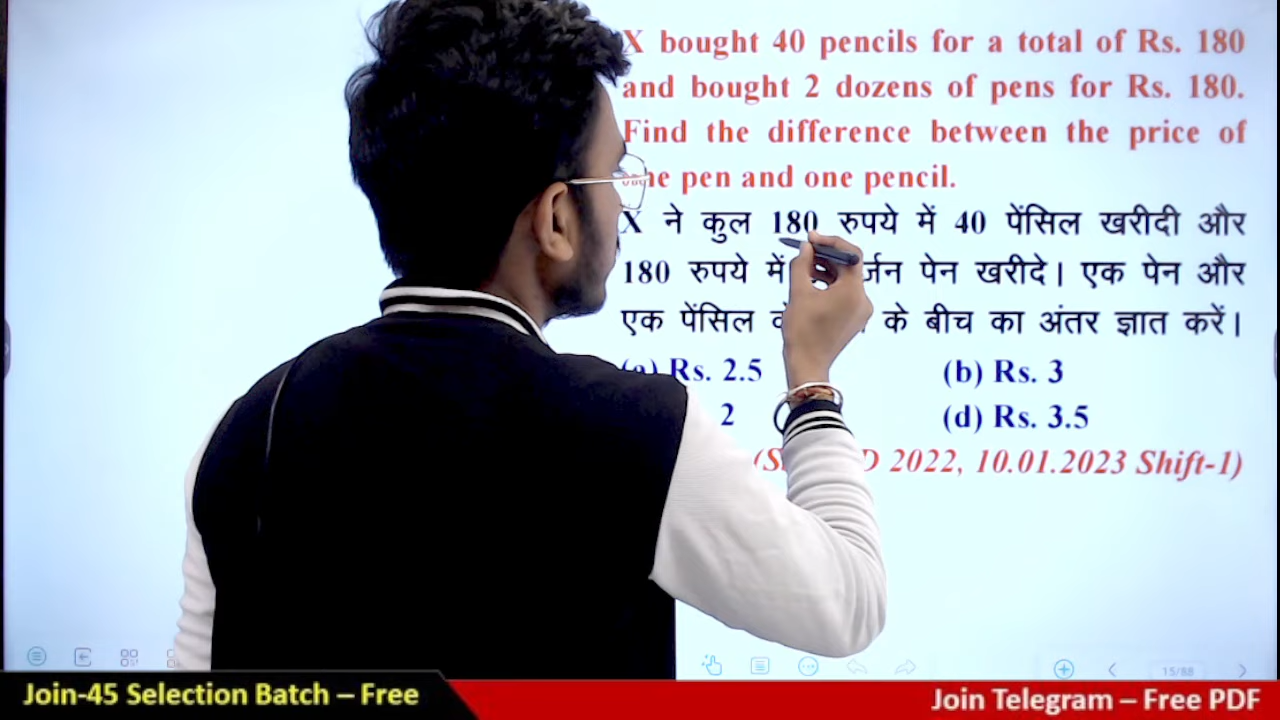 X bought 40 pencils for a total of Rs. 180
and bought 2 dozens of pens for Rs. 180.
Find the difference between the price of
pen and one pencil.
X ने कुल 180 रुपये में 40 पेंसिल खरीदी और
180 रुपये में पेन खरीदे। एक पेन और
एक पेंसिल के बीच का अंतर ज्ञात करें।
(a) Rs. 2.5 (b) Rs. 3
2 (d) Rs. 3.5
2022, 10.01.2023 Shift-1)
15/88
Join-45 Selection Batch – Free
Join Telegram – Free PDF